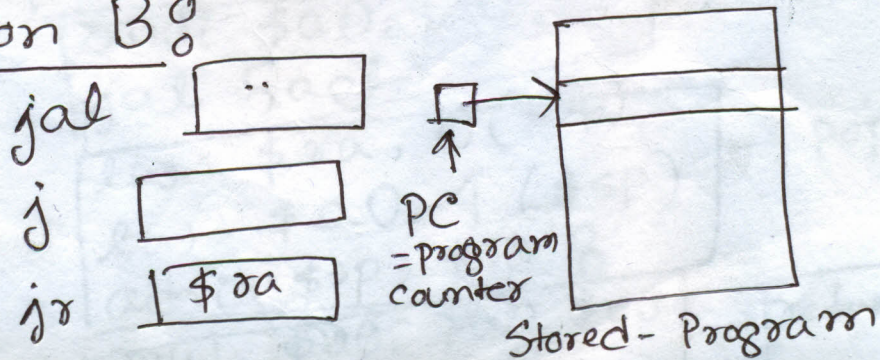 on B:
jal
j
jr $ra
PC
=program
counter
Stored-Program